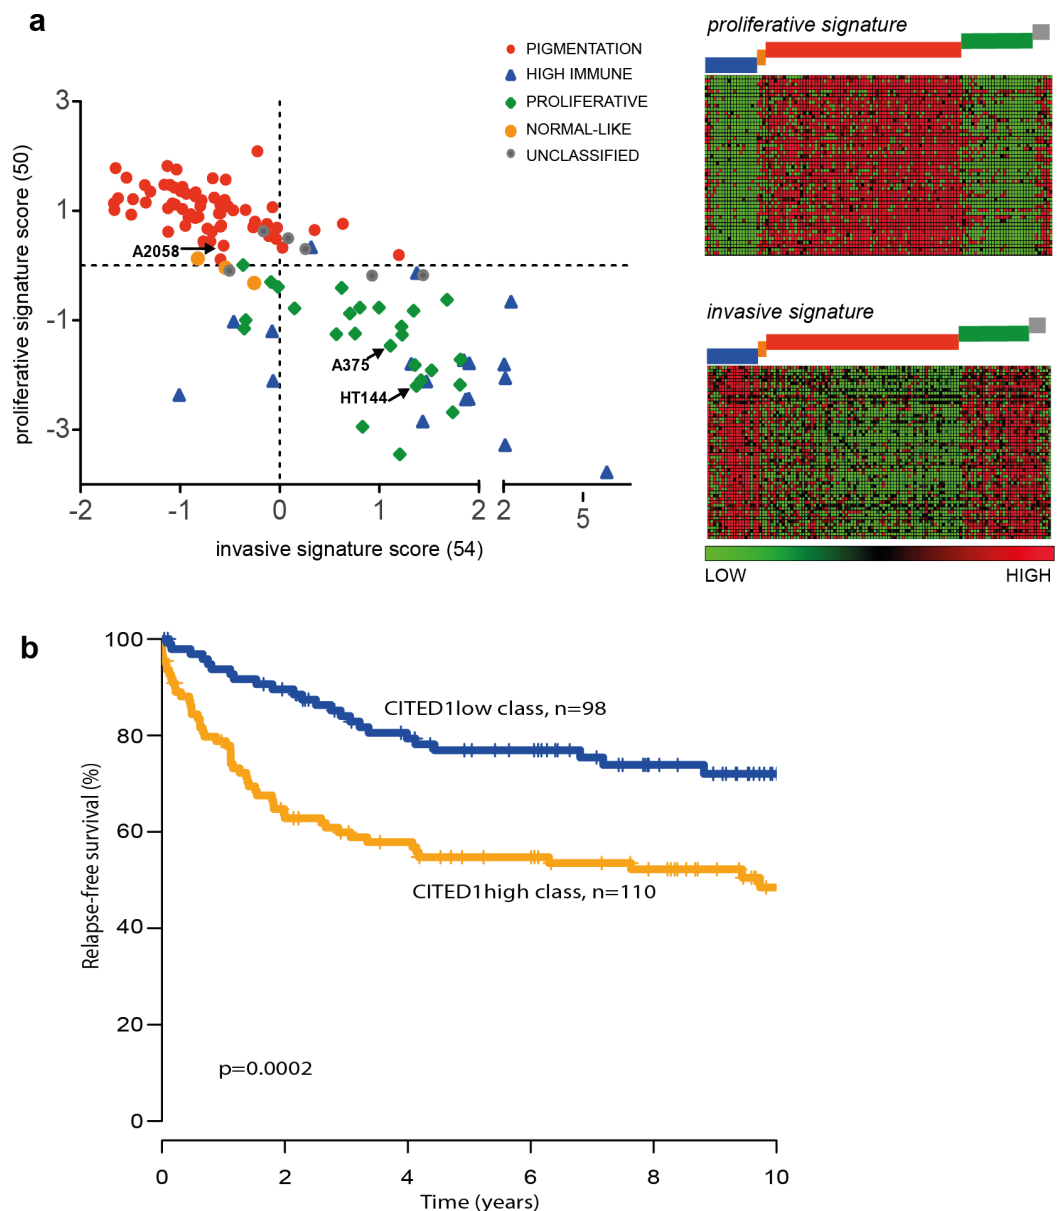 a
PIGMENTATION
HIGH IMMUNE
PROLIFERATIVE
NORMAL-LIKE
UNCLASSIFIED
proliferative signature score (50)
3
1
-1
-3
A2058
A375
HT144
-2
-1
0
1
2
2
5
invasive signature score (54)
proliferative signature
invasive signature
LOW
HIGH
b
Relapse-free survival (%)
100
80
60
40
20
0
CITED1low class, n=98
CITED1high class, n=110
p=0.0002
0
2
4
6
8
10
Time (years)